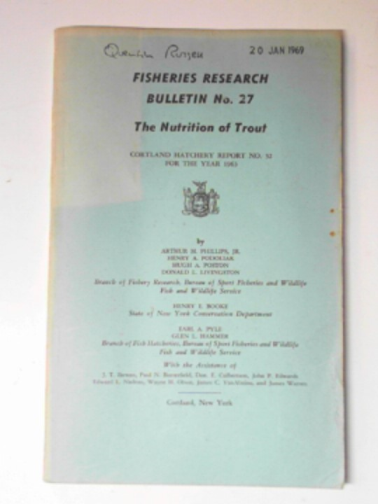 Quentin Russell
20 JAN 1969
FISHERIES RESEARCH
BULLETIN No. 27
The Nutrition of Trout
CORTLAND HATCHERY REPORT NO. 32
FOR THE YEAR 1963
by
ARTHUR M. PHILLIPS, JR.
HENRY A. PODOLIAK
HUGH A. POSTON
DONALD L. LIVINGSTON
Branch of Fishery Research, Bureau of Sport Fisheries and Wildlife
Fish and Wildlife Service
HENRY E. BOOKE
State of New York Conservation Department
EARL A. PYLE
GLEN L. HAMMER
Branch of Fish Hatcheries, Bureau of Sport Fisheries and Wildlife
Fish and Wildlife Service
With the Assistance of
Cortland, New York